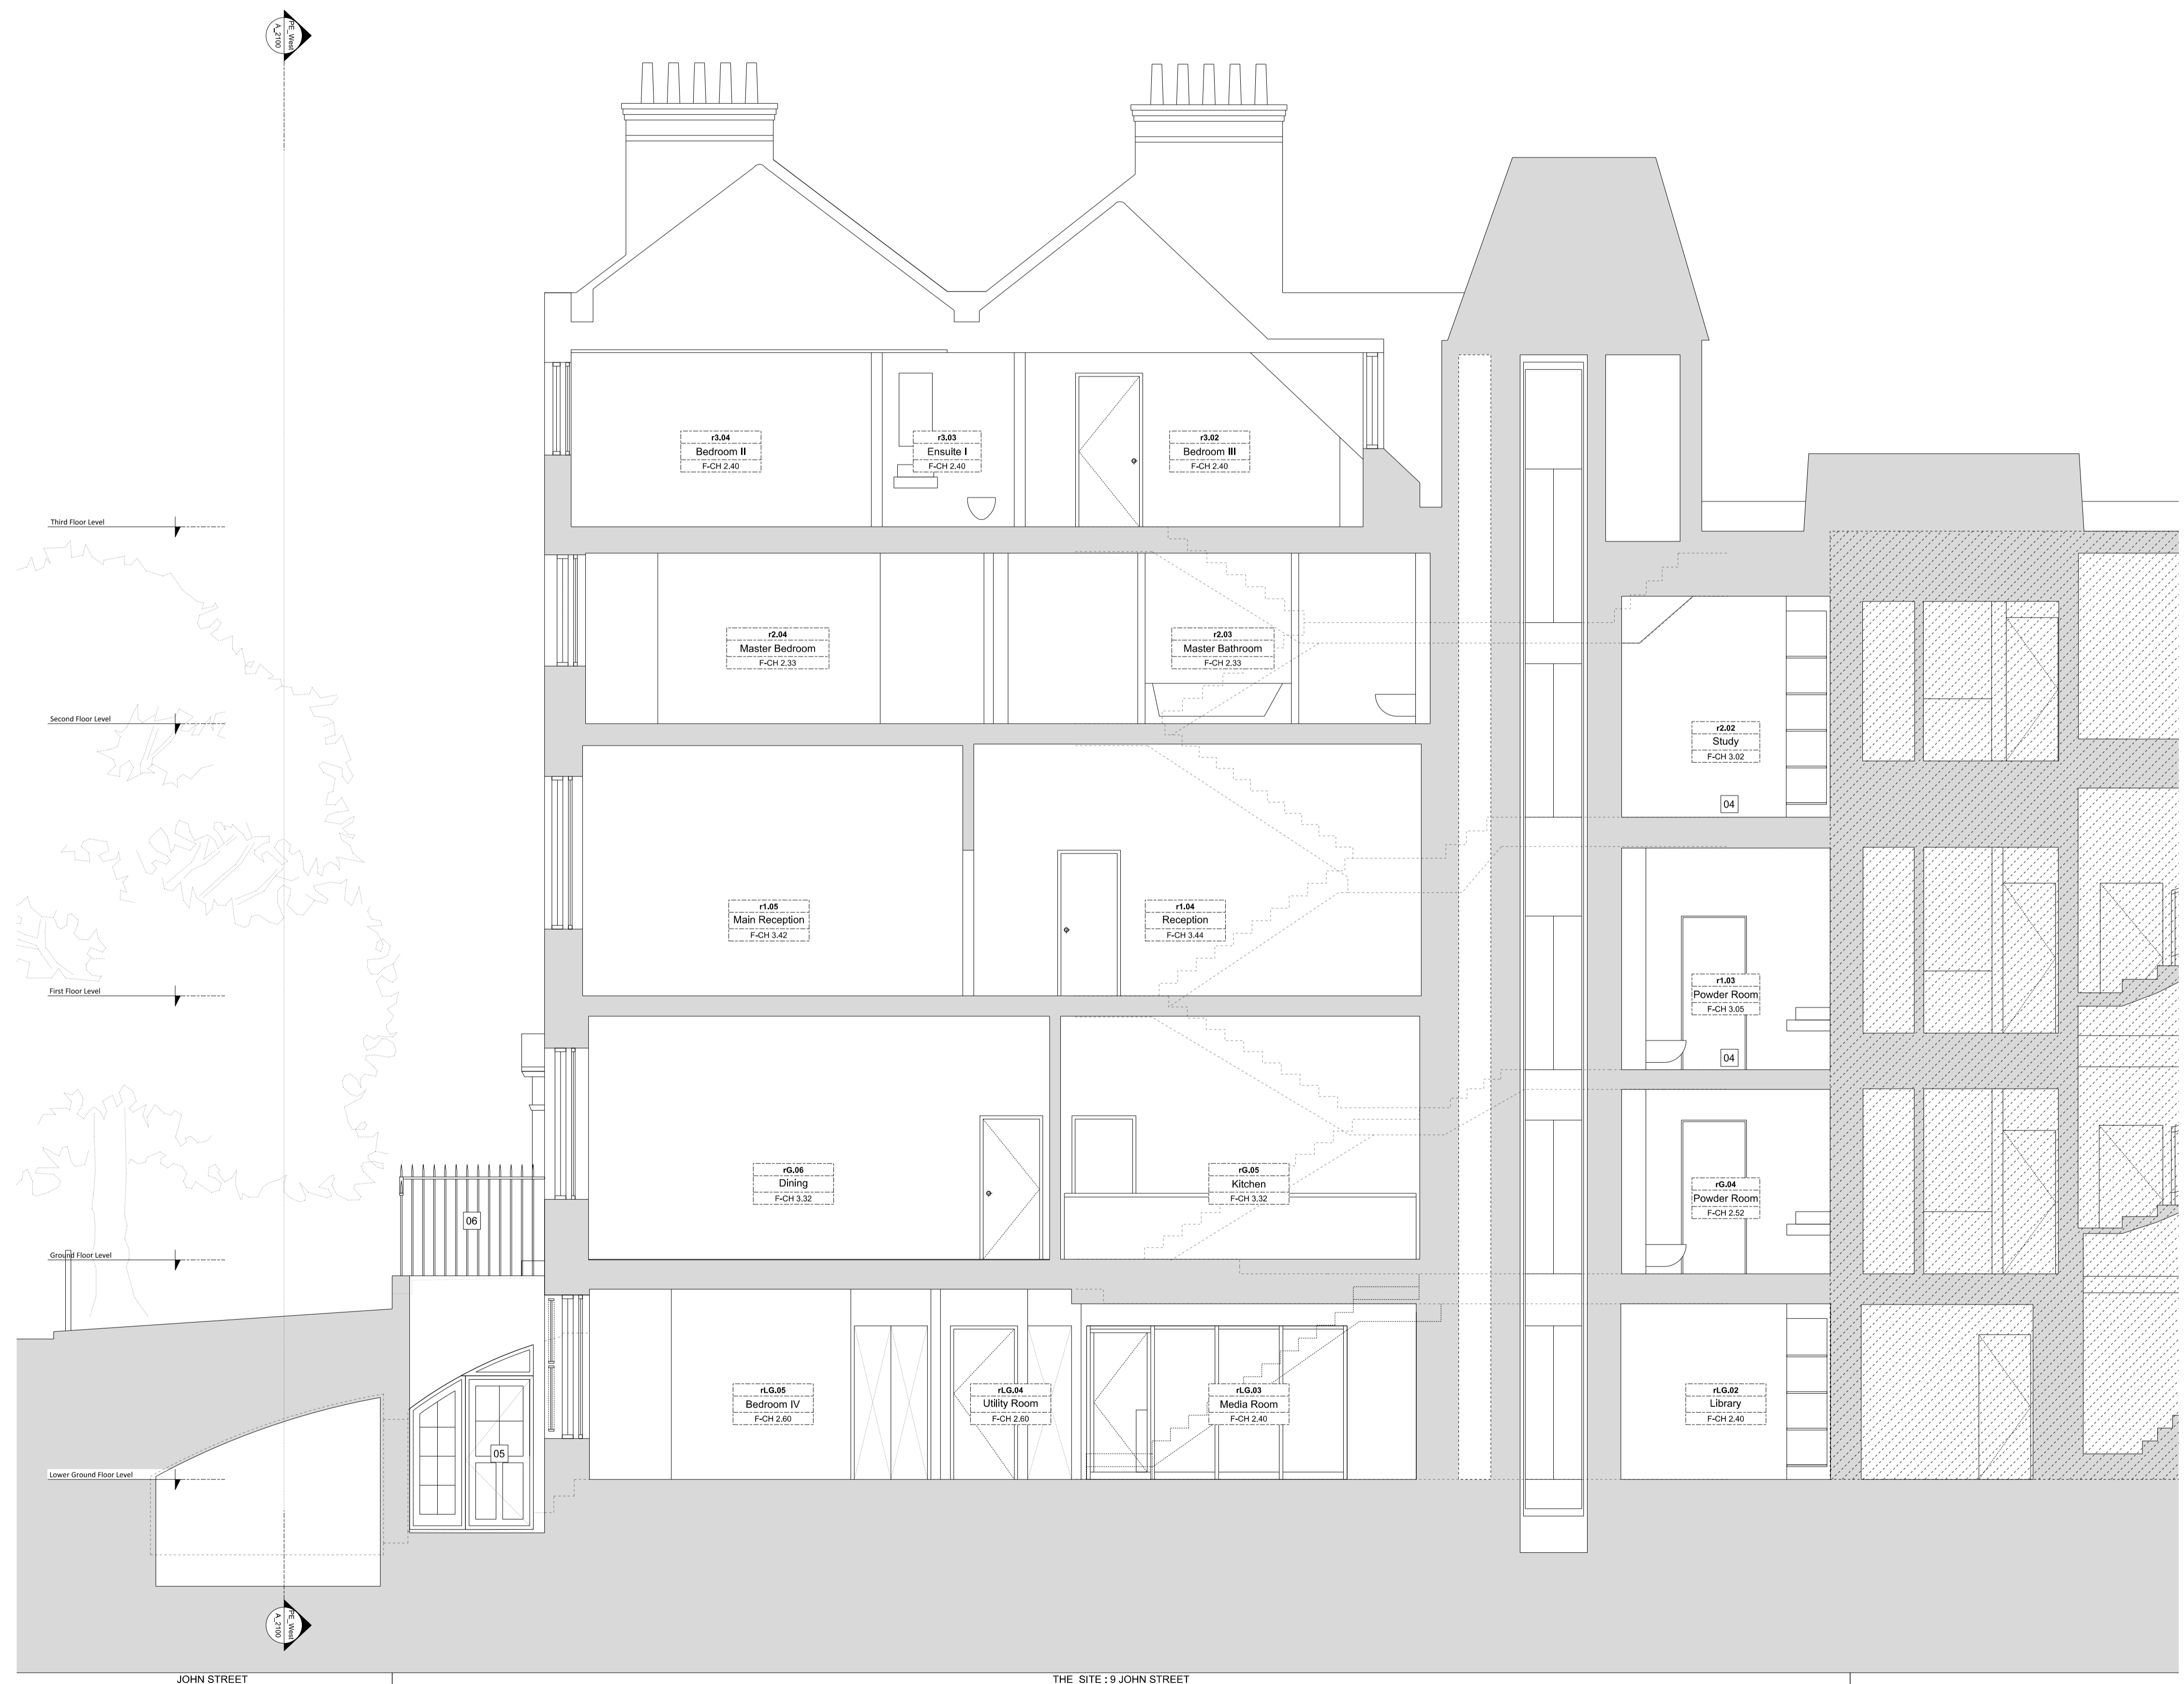 PE_West
A_2100
r3.04
Bedroom II
F-CH 2.40
r3.03
Ensuite I
F-CH 2.40
r3.02
Bedroom III
F-CH 2.40
Third Floor Level
r2.04
Master Bedroom
F-CH 2.33
r2.03
Master Bathroom
F-CH 2.33
Second Floor Level
r2.02
Study
F-CH 3.02
04
r1.05
Main Reception
F-CH 3.42
r1.04
Reception
F-CH 3.44
First Floor Level
r1.03
Powder Room
F-CH 3.05
04
rG.06
Dining
F-CH 3.32
rG.05
Kitchen
F-CH 3.32
rG.04
Powder Room
F-CH 2.52
06
Ground Floor Level
rLG.05
Bedroom IV
F-CH 2.60
rLG.04
Utility Room
F-CH 2.60
rLG.03
Media Room
F-CH 2.40
rLG.02
Library
F-CH 2.40
05
Lower Ground Floor Level
PE_West
A_2100
JOHN STREET
THE SITE : 9 JOHN STREET